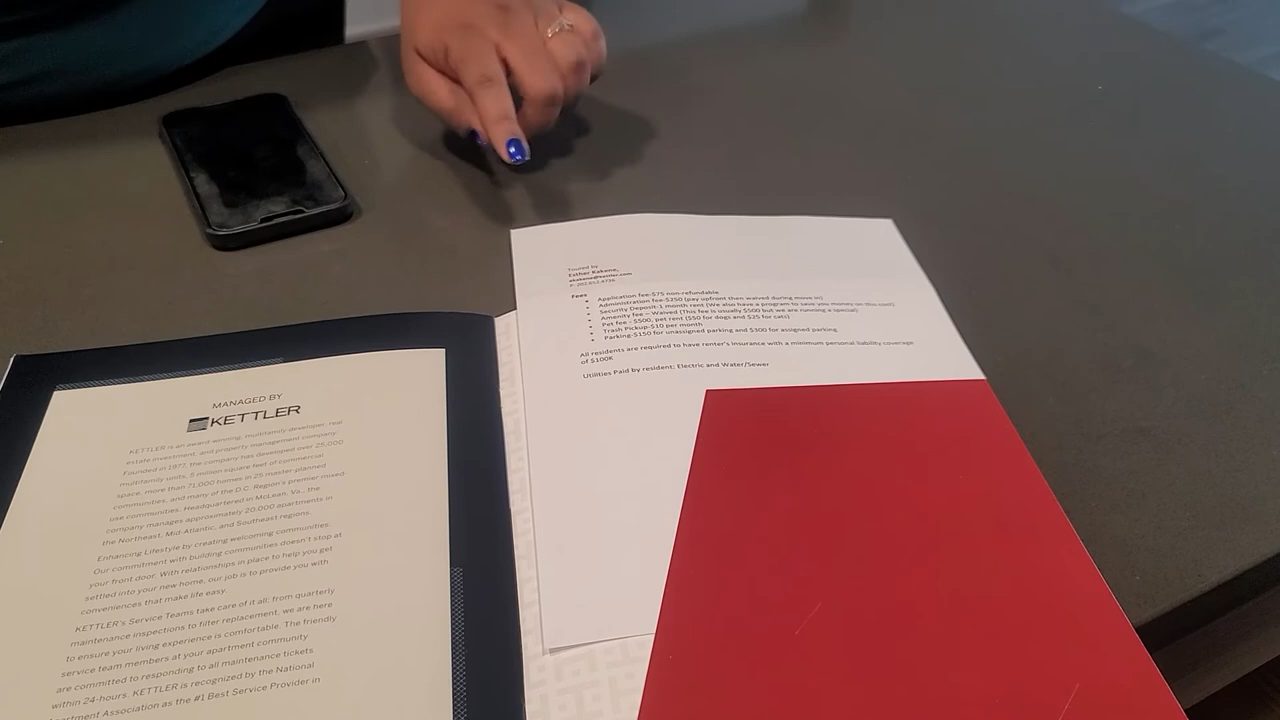 MANAGED BY
KETTLER
KETTLER is an award-winning, multifamily developer, real
estate investment, and property management company.
Founded in 1977, the company has developed over 25,000
multifamily units, 5 million square feet of commercial
space, more than 71,000 homes in 25 master-planned
communities, and many of the D.C. Region's premier mixed-
use communities. Headquartered in McLean, Va., the
company manages approximately 20,000 apartments in
the Northeast, Mid-Atlantic, and Southeast regions.
Enhancing Lifestyle by creating welcoming communities.
Our commitment with building communities doesn't stop at
your front door. With relationships in place to help you get
settled into your new home, our job is to provide you with
conveniences that make life easy.
KETTLER's Service Teams take care of it all; from quarterly
maintenance inspections to filter replacement, we are here
to ensure your living experience is comfortable. The friendly
service team members at your apartment community
are committed to responding to all maintenance tickets
within 24-hours. KETTLER is recognized by the National
Apartment Association as the #1 Best Service Provider in
Toured by
Esther Kakene,
ekakene@kettler.com
P: 202.652.4736
Fees
• Application fee-$75 non-refundable
• Administration fee-$250 (pay upfront then waived during move in)
• Security Deposit-1 month rent (We also have a program to save you money on this cost)
• Amenity fee – Waived (This fee is usually $500 but we are running a special)
• Pet fee - $500, pet rent ($50 for dogs and $25 for cats)
• Trash Pickup-$10 per month
• Parking-$150 for unassigned parking and $300 for assigned parking
All residents are required to have renter's insurance with a minimum personal liability coverage
of $100K
Utilities Paid by resident: Electric and Water/Sewer